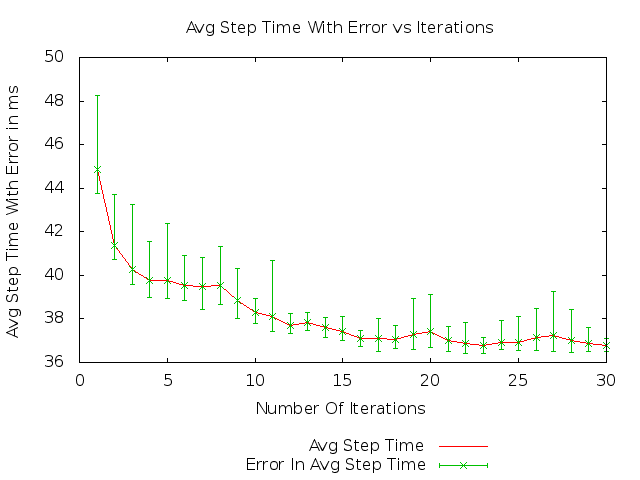 Avg Step Time With Error vs Iterations
Avg Step Time With Error in ms
50
48
46
44
42
40
38
36
0 5 10 15 20 25 30
Number Of Iterations
Avg Step Time
Error In Avg Step Time